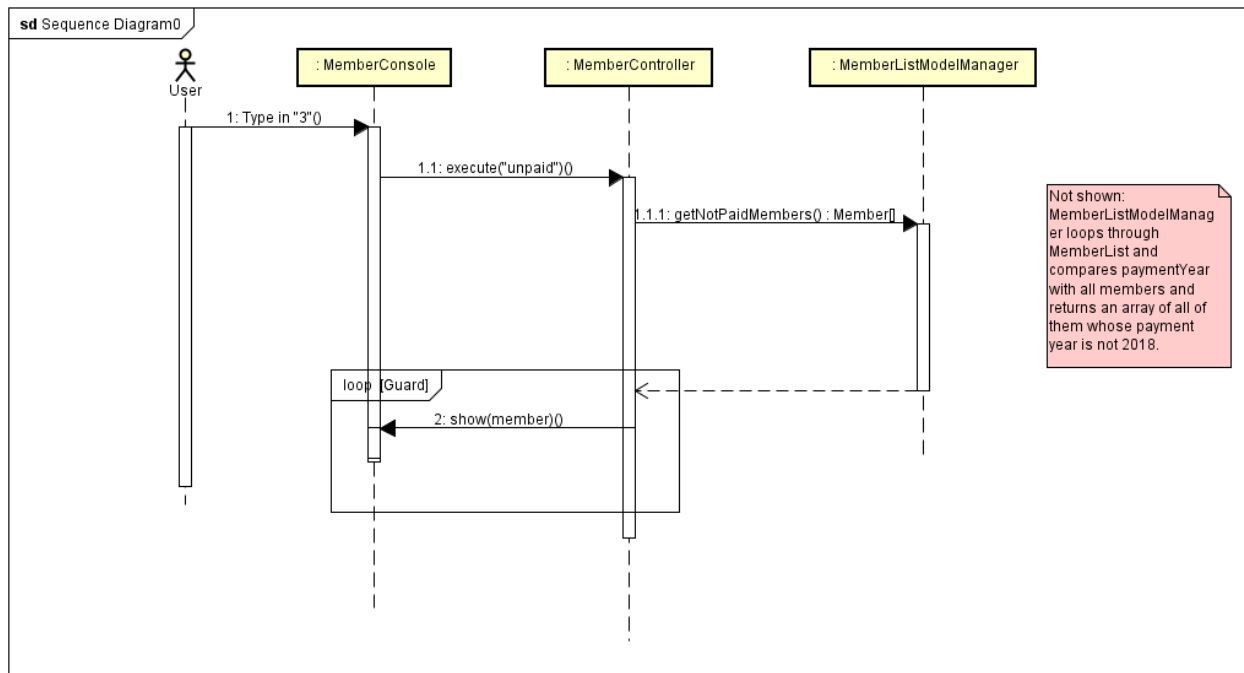 sd Sequence Diagram0
User
: MemberConsole
: MemberController
: MemberListModelManager
1: Type in "3"()
1.1: execute("unpaid")()
1.1.1: getNotPaidMembers() : Member[]
Not shown:
MemberListModelManag
er loops through
MemberList and
compares paymentYear
with all members and
returns an array of all of
them whose payment
year is not 2018.
loop [Guard]
2: show(member)()